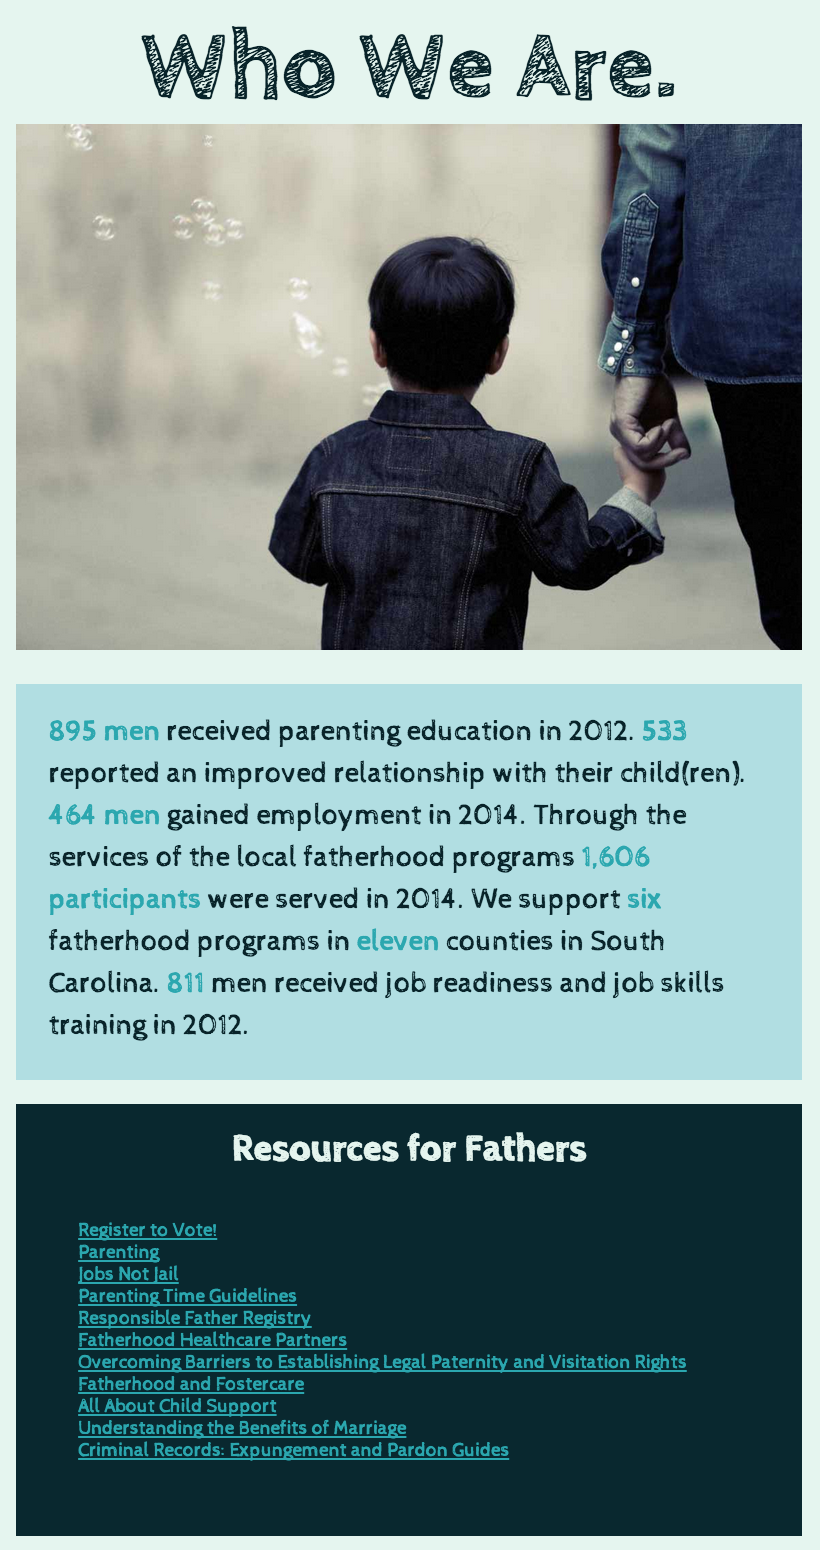 Who We Are.
895 men received parenting education in 2012. 533
reported an improved relationship with their child(ren).
464 men gained employment in 2014. Through the
services of the local fatherhood programs 1,606
participants were served in 2014. We support six
fatherhood programs in eleven counties in South
Carolina. 811 men received job readiness and job skills
training in 2012.
Resources for Fathers
Register to Vote!
Parenting
Jobs Not Jail
Parenting Time Guidelines
Responsible Father Registry
Fatherhood Healthcare Partners
Overcoming Barriers to Establishing Legal Paternity and Visitation Rights
Fatherhood and Fostercare
All About Child Support
Understanding the Benefits of Marriage
Criminal Records: Expungement and Pardon Guides